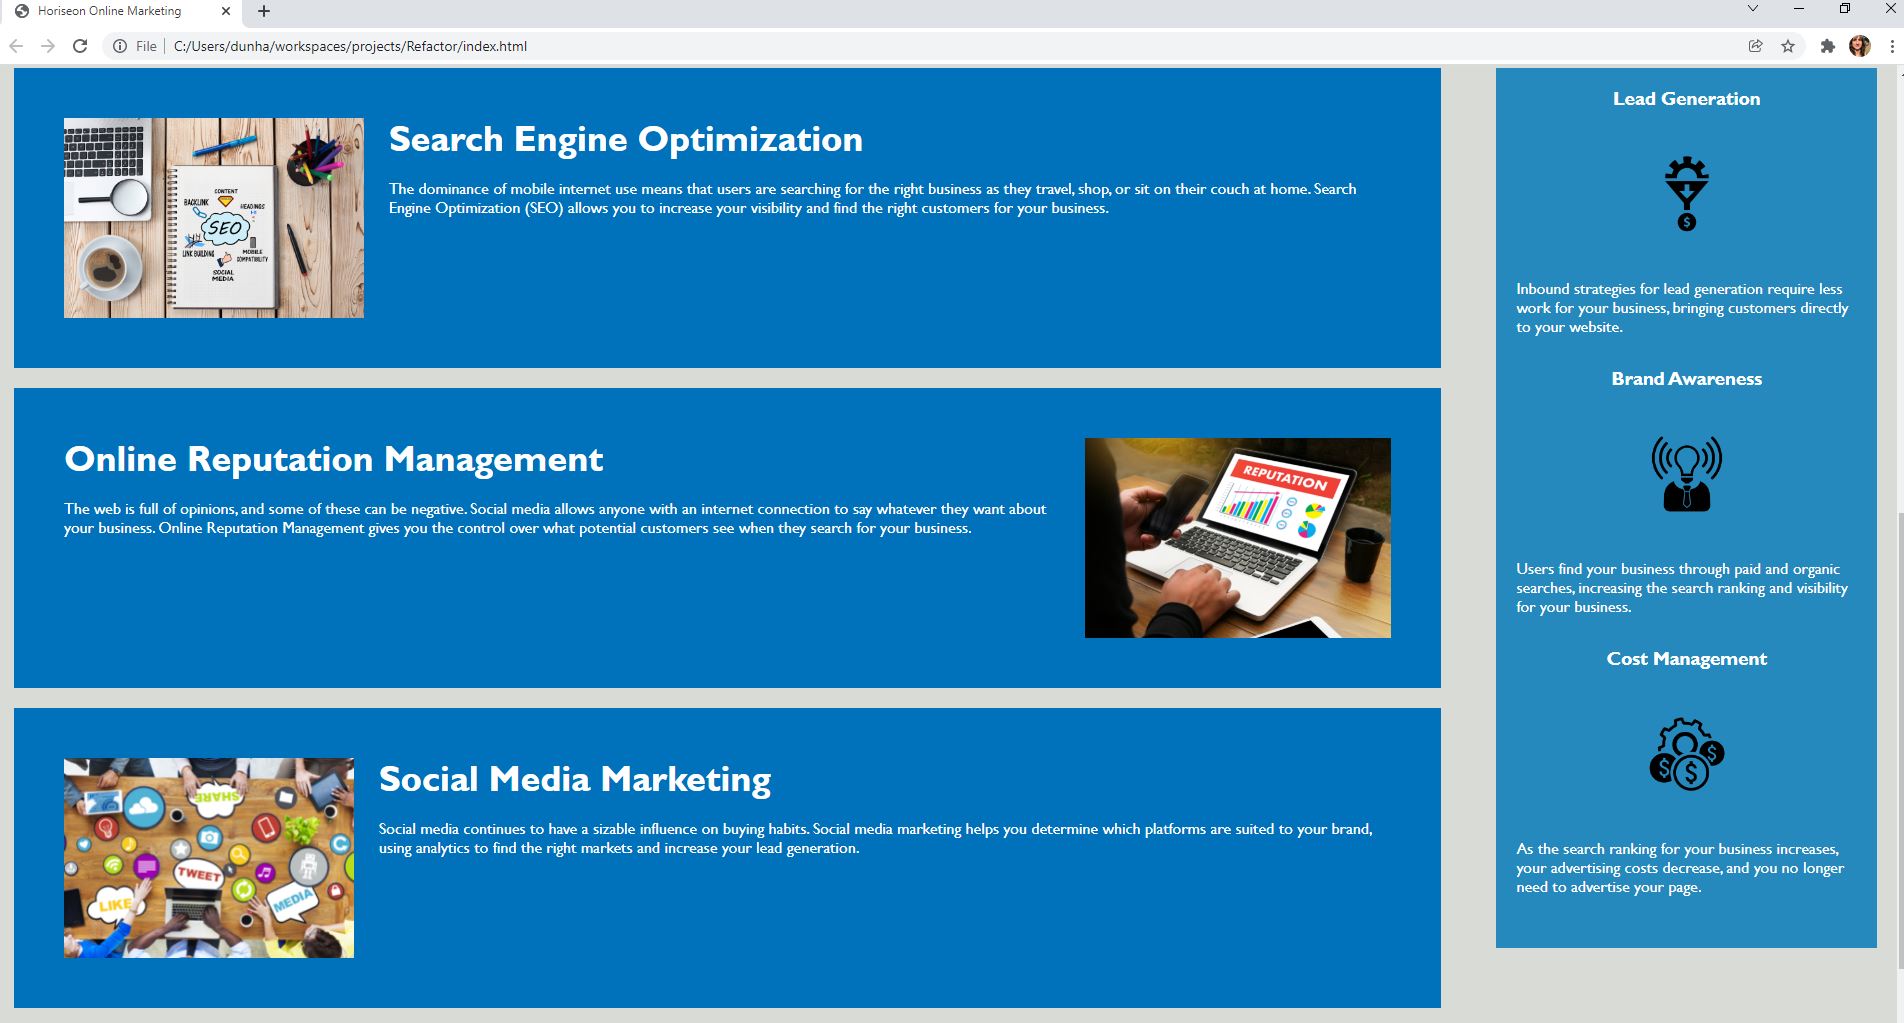 Horiseon Online Marketing
File
C:/Users/dunha/workspaces/projects/Refactor/index.html
Search Engine Optimization
The dominance of mobile internet use means that users are searching for the right business as they travel, shop, or sit on their couch at home. Search
Engine Optimization (SEO) allows you to increase your visibility and find the right customers for your business.
CONTENT
BACKLINK
HEADINGS
SEO
LINK BUILDING
MOBILE
COMPATIBILITY
SOCIAL
MEDIA
Online Reputation Management
The web is full of opinions, and some of these can be negative. Social media allows anyone with an internet connection to say whatever they want about
your business. Online Reputation Management gives you the control over what potential customers see when they search for your business.
REPUTATION
Social Media Marketing
Social media continues to have a sizable influence on buying habits. Social media marketing helps you determine which platforms are suited to your brand,
using analytics to find the right markets and increase your lead generation.
SHARE
TWEET
LIKE
MEDIA
Lead Generation
$
Inbound strategies for lead generation require less
work for your business, bringing customers directly
to your website.
Brand Awareness
Users find your business through paid and organic
searches, increasing the search ranking and visibility
for your business.
Cost Management
$ $ $
As the search ranking for your business increases,
your advertising costs decrease, and you no longer
need to advertise your page.